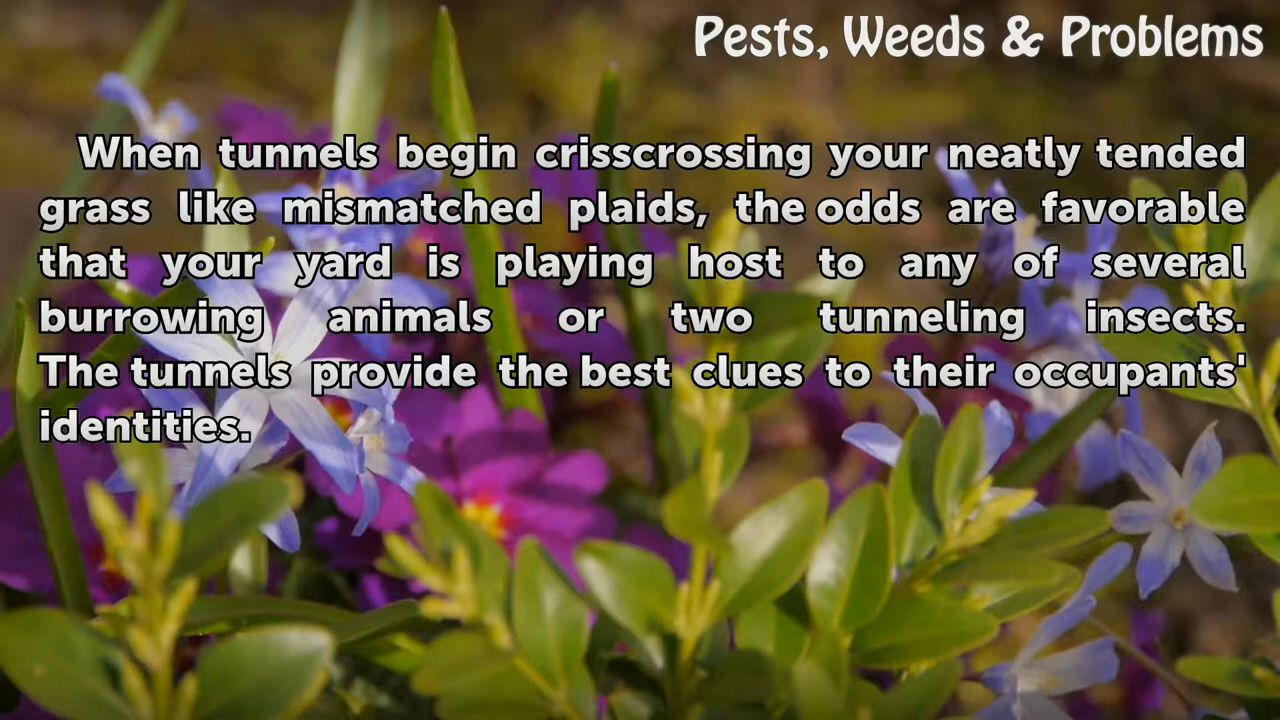 Pests, Weeds & Problems
When tunnels begin crisscrossing your neatly tended
grass like mismatched plaids, the odds are favorable
that your yard is playing host to any of several
burrowing animals or two tunneling insects.
The tunnels provide the best clues to their occupants'
identities.